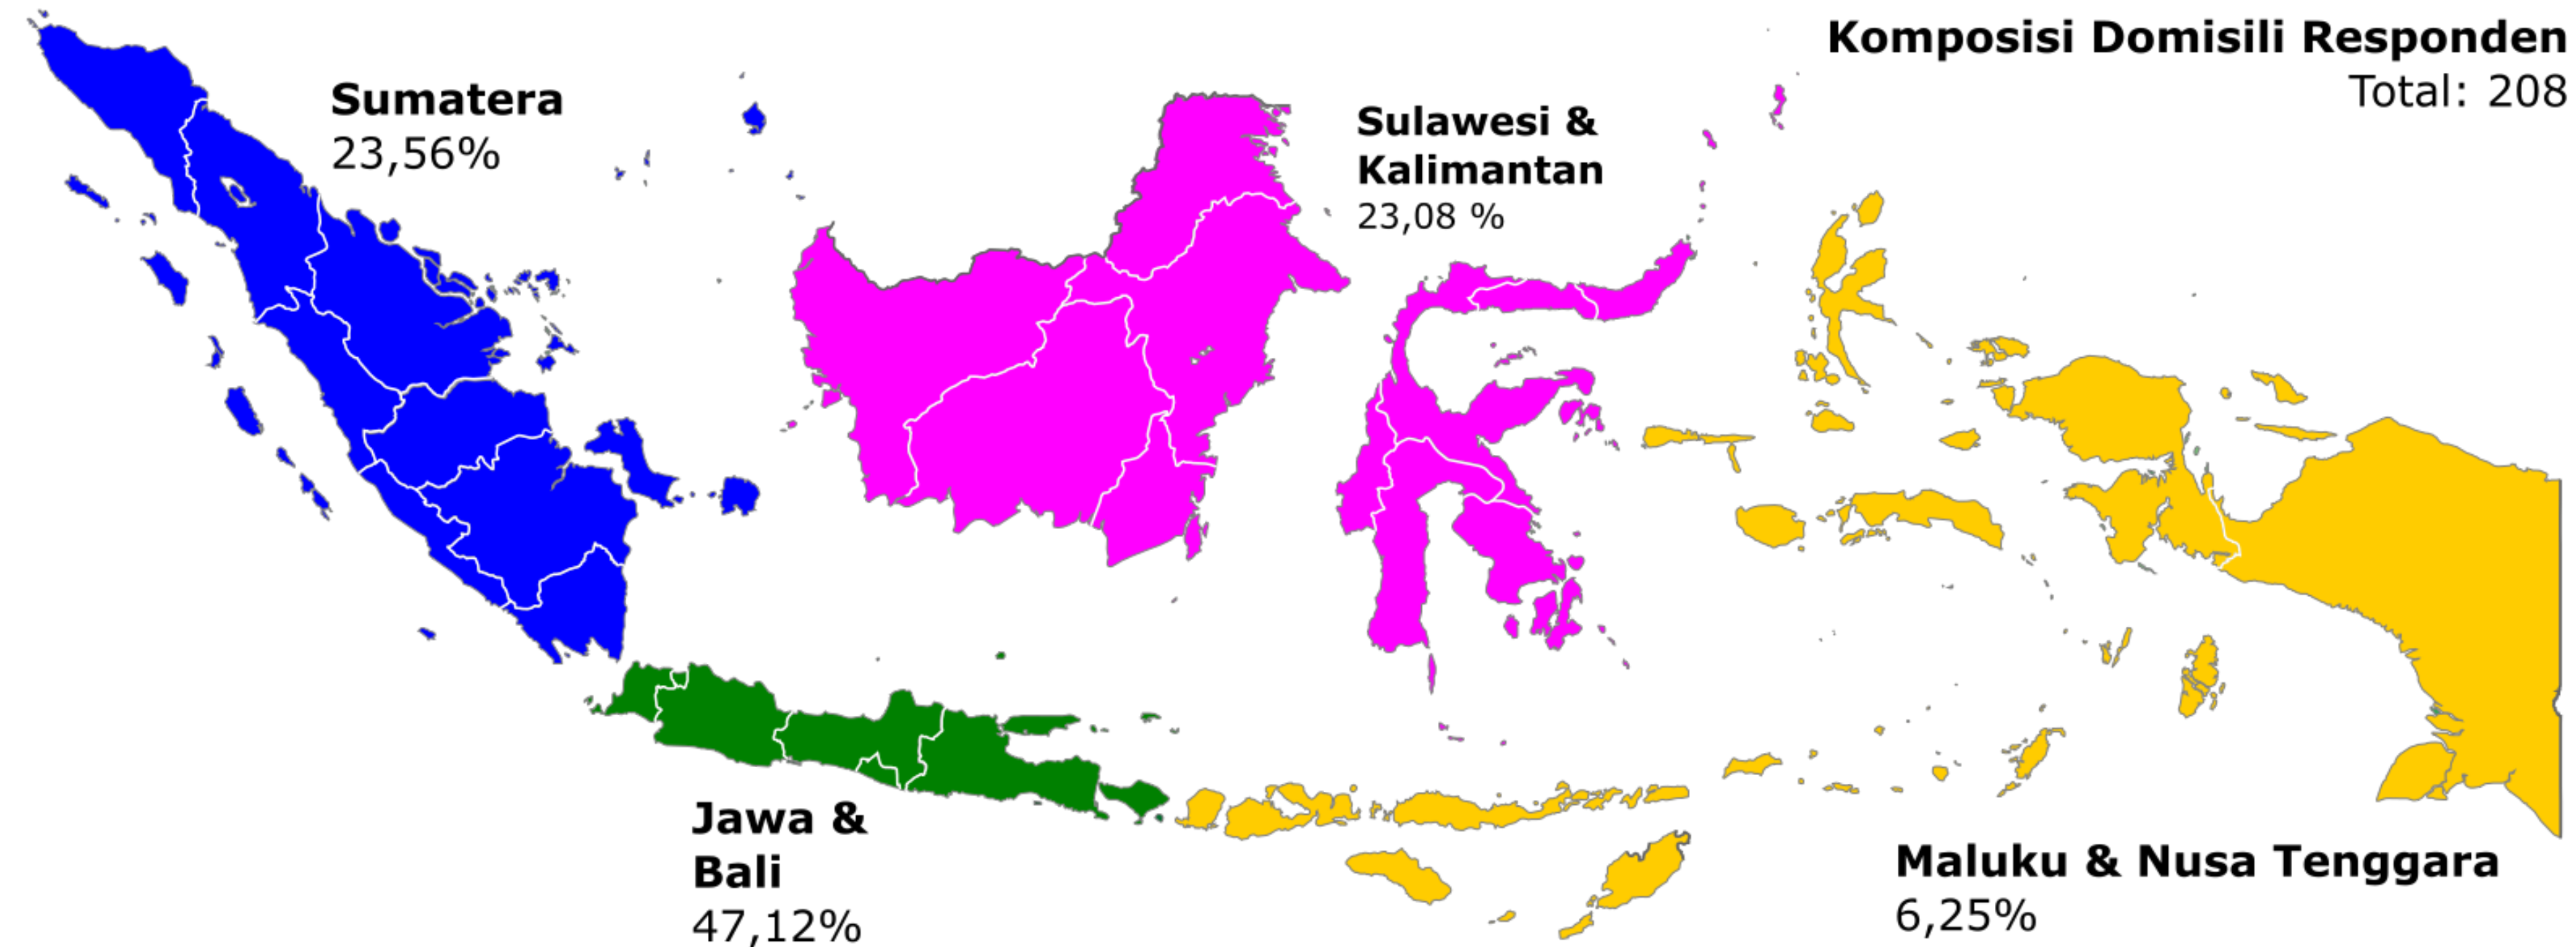 Komposisi Domisili Responden
Total: 208
Sumatera
23,56%
Sulawesi &
Kalimantan
23,08 %
Jawa &
Bali
47,12%
Maluku & Nusa Tenggara
6,25%